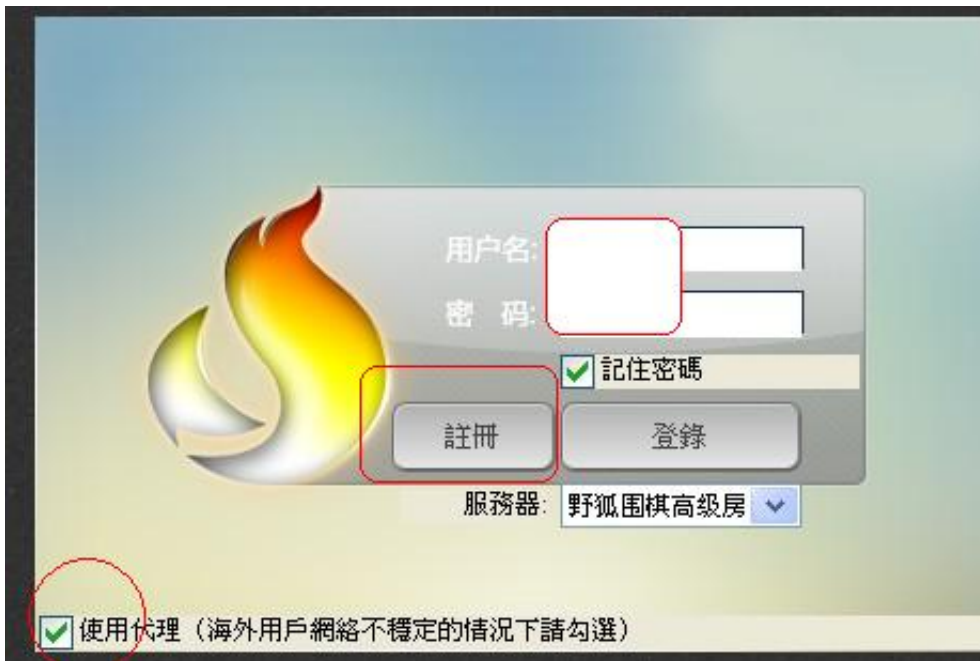 用户名:
密 码:
記住密碼
註冊 登錄
服務器: 野狐围棋高级房
使用代理（海外用戶網絡不穩定的情況下請勾選）